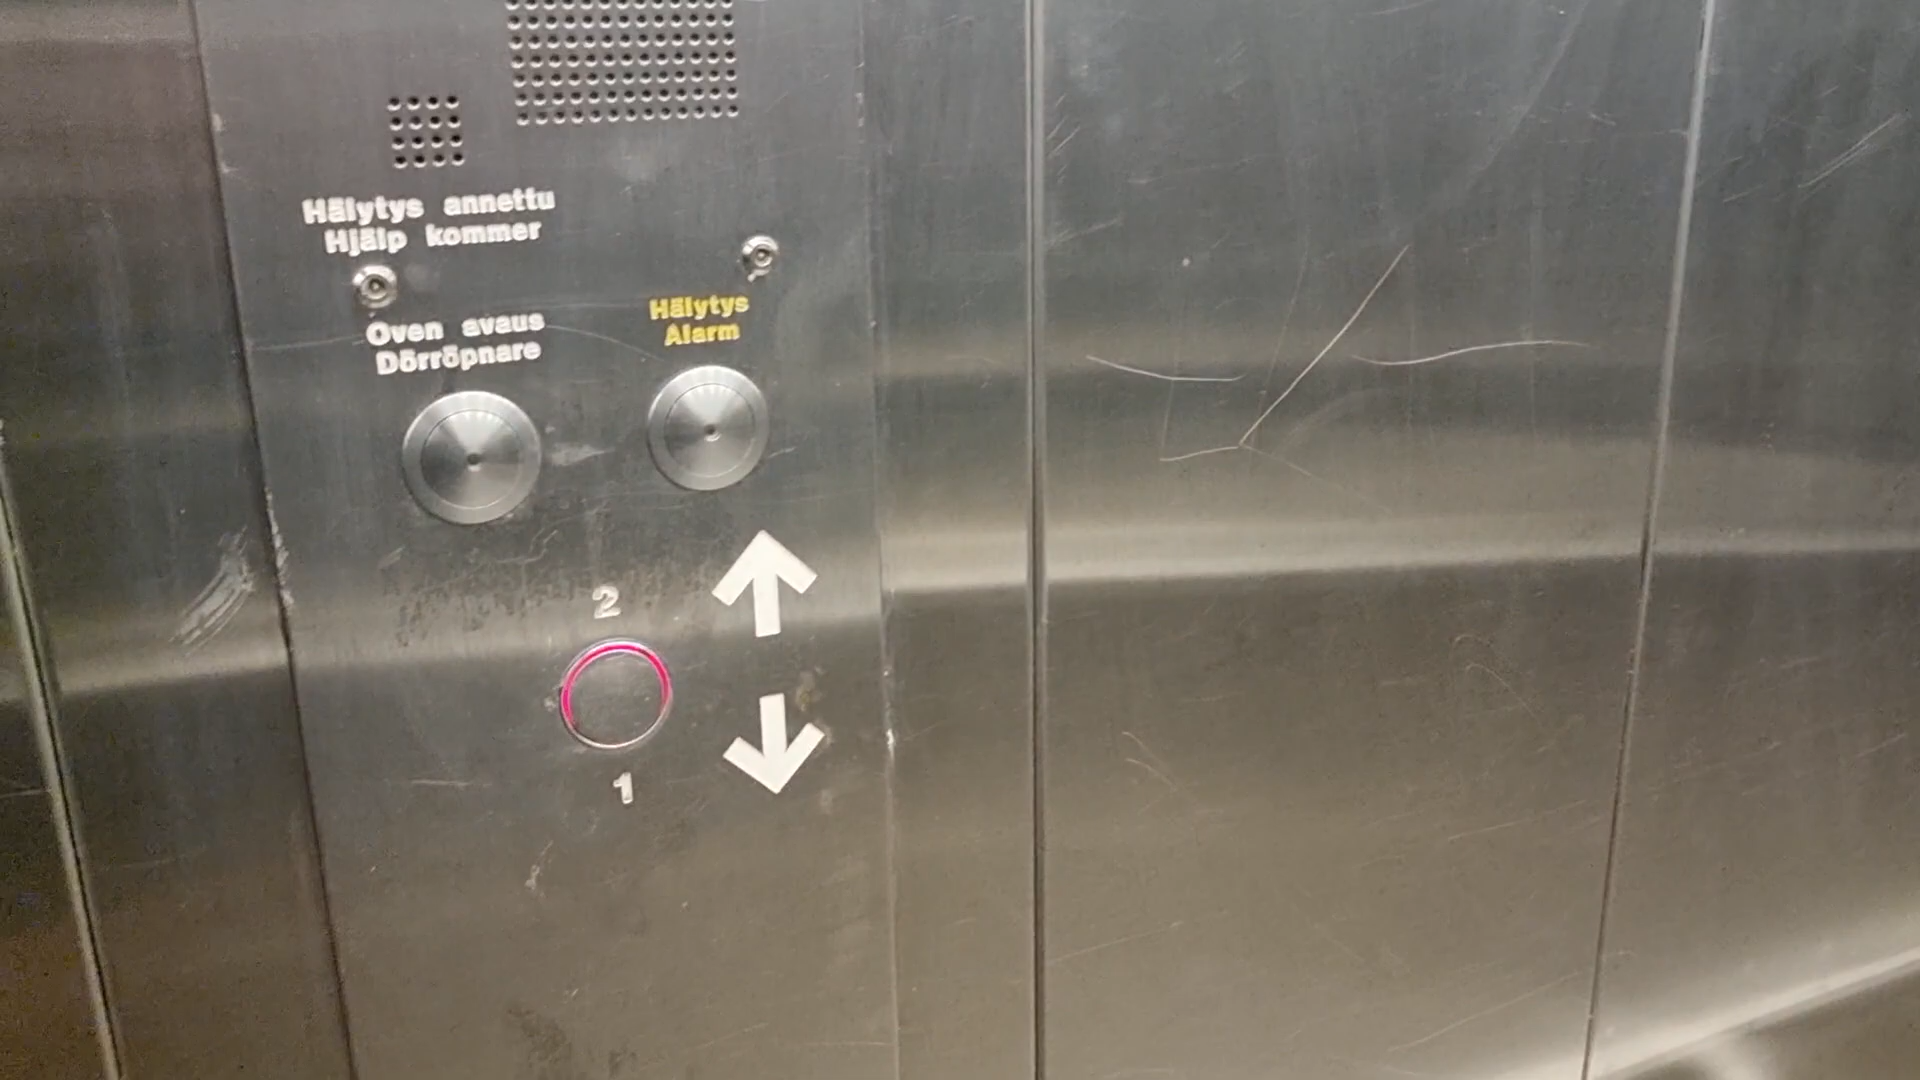 Hälytys annettu
Hjälp kommer
Oven avaus
Dörröpnare
Hälytys
Alarm
2
1